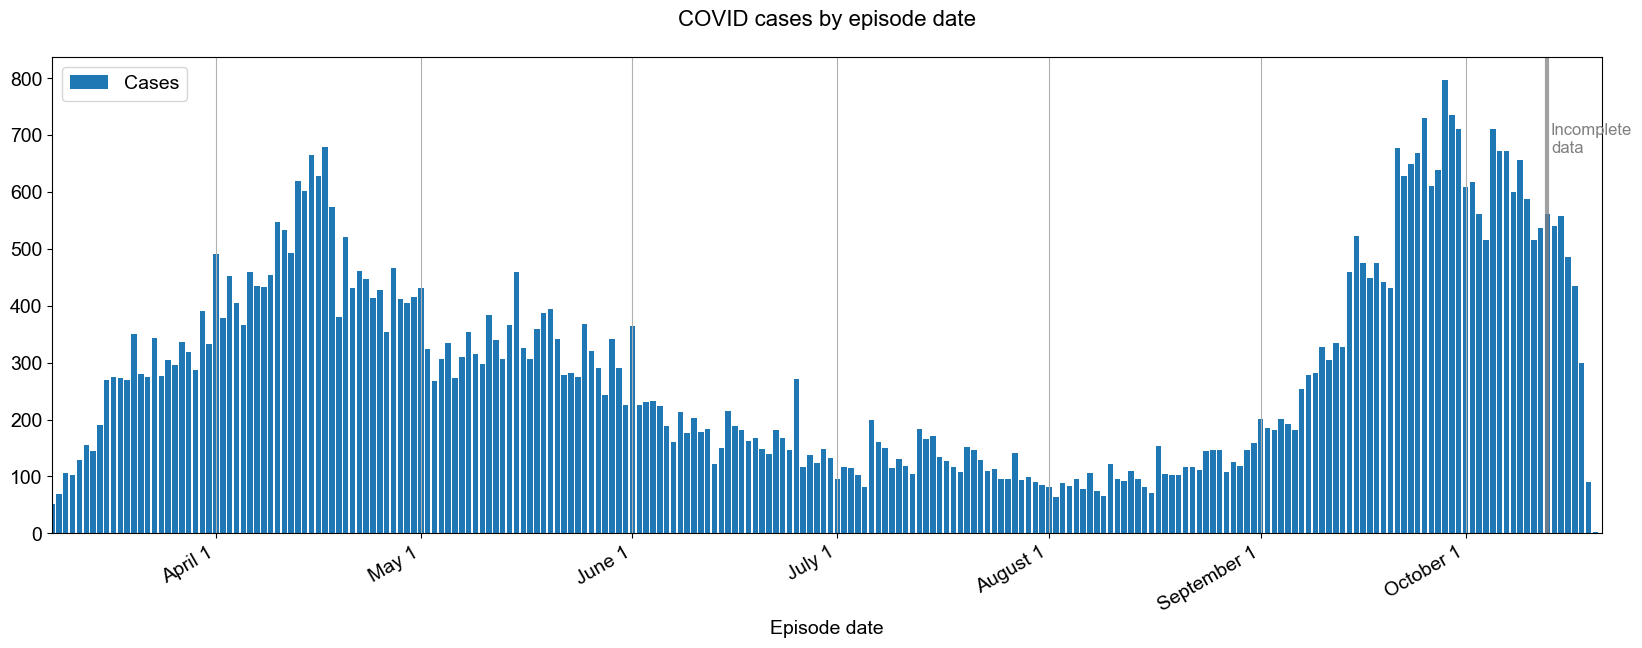 COVID cases by episode date
Cases
800
700
600
500
400
300
200
100
0
Incomplete
data
April 1
May 1
June 1
July 1
August 1
September 1
October 1
Episode date